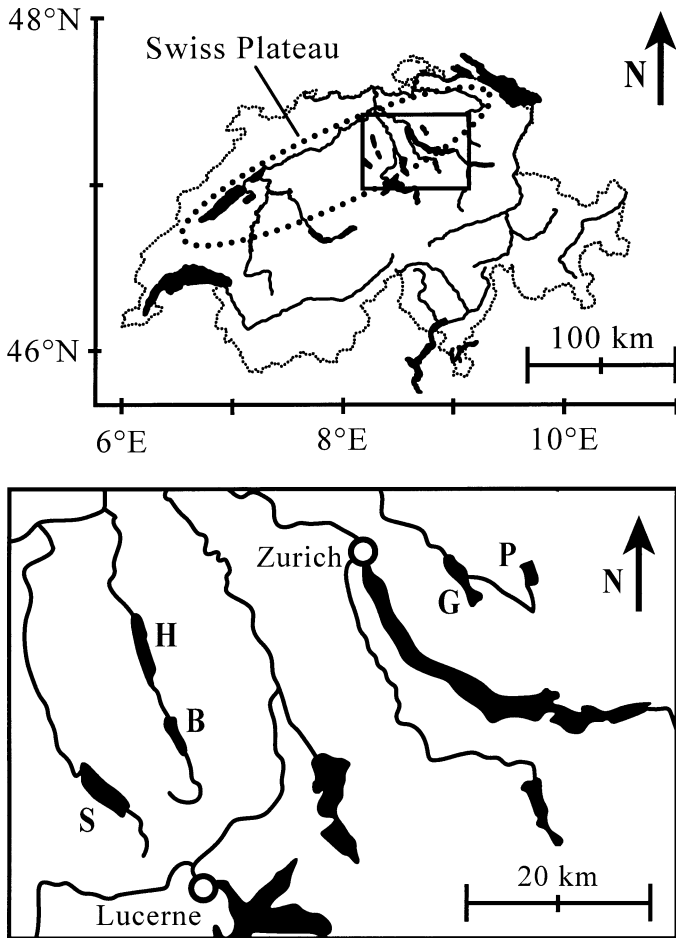 48°N
Swiss Plateau
N
46°N
100 km
6°E
8°E
10°E
Zurich
P
N
G
H
B
S
20 km
Lucerne